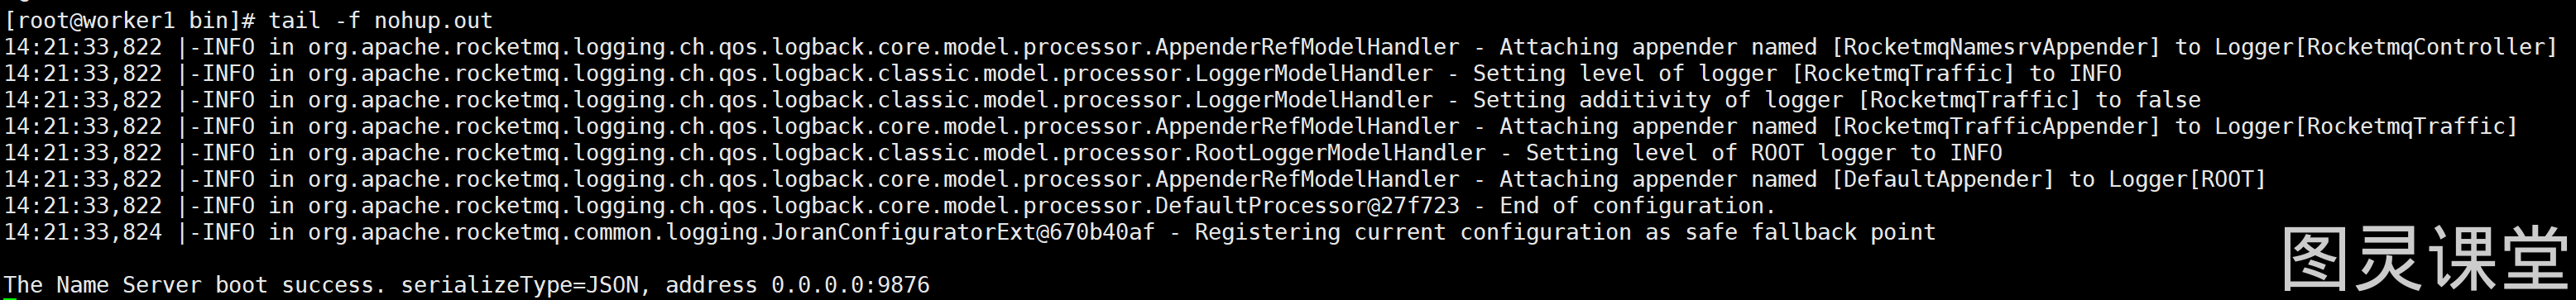 [root@worker1 bin]# tail -f nohup.out
14:21:33,822 |-INFO in org.apache.rocketmq.logging.ch.qos.logback.core.model.processor.AppenderRefModelHandler - Attaching appender named [RocketmqNamesrvAppender] to Logger[RocketmqController]
14:21:33,822 |-INFO in org.apache.rocketmq.logging.ch.qos.logback.classic.model.processor.LoggerModelHandler - Setting level of logger [RocketmqTraffic] to INFO
14:21:33,822 |-INFO in org.apache.rocketmq.logging.ch.qos.logback.classic.model.processor.LoggerModelHandler - Setting additivity of logger [RocketmqTraffic] to false
14:21:33,822 |-INFO in org.apache.rocketmq.logging.ch.qos.logback.core.model.processor.AppenderRefModelHandler - Attaching appender named [RocketmqTrafficAppender] to Logger[RocketmqTraffic]
14:21:33,822 |-INFO in org.apache.rocketmq.logging.ch.qos.logback.classic.model.processor.RootLoggerModelHandler - Setting level of ROOT logger to INFO
14:21:33,822 |-INFO in org.apache.rocketmq.logging.ch.qos.logback.core.model.processor.AppenderRefModelHandler - Attaching appender named [DefaultAppender] to Logger[ROOT]
14:21:33,822 |-INFO in org.apache.rocketmq.logging.ch.qos.logback.core.model.processor.DefaultProcessor@27f723 - End of configuration.
14:21:33,824 |-INFO in org.apache.rocketmq.common.logging.JoranConfiguratorExt@670b40af - Registering current configuration as safe fallback point
The Name Server boot success. serializeType=JSON, address 0.0.0.0:9876
图灵课堂